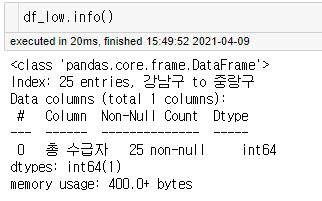 df_low.info()
executed in 20ms, finished 15:49:52 2021-04-09
<class 'pandas.core.frame.DataFrame'>
Index: 25 entries, 강남구 to 중랑구
Data columns (total 1 columns):
 #   Column  Non-Null Count  Dtype
---  ------  --------------  -----
 0   총 수급자   25 non-null     int64
dtypes: int64(1)
memory usage: 400.0+ bytes